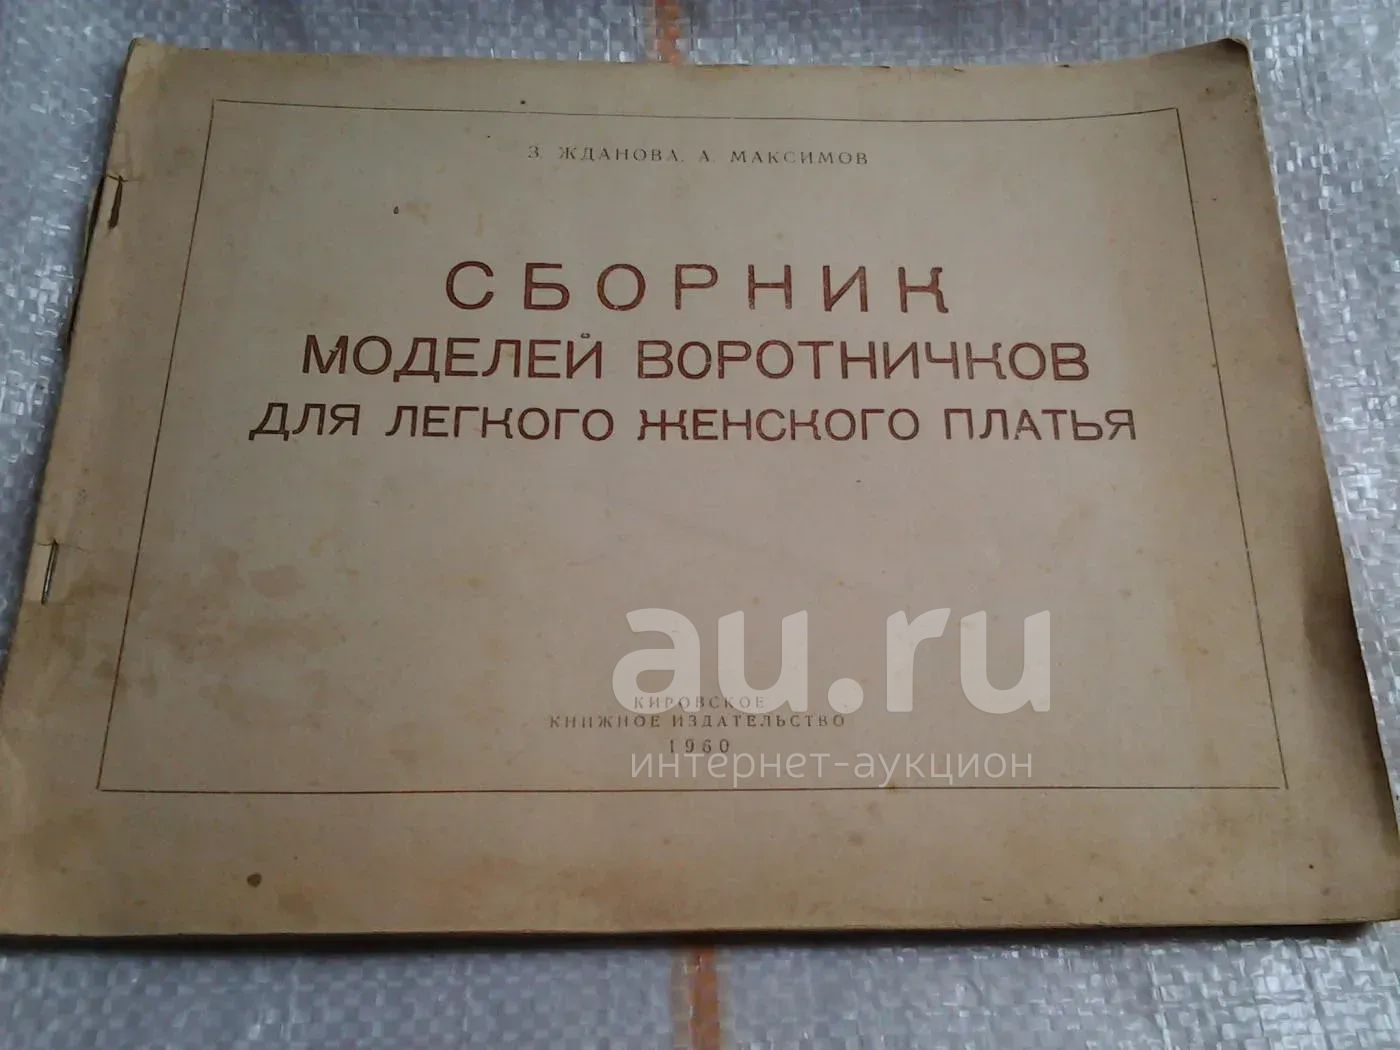 З. ЖДАНОВА, А. МАКСИМОВ
СБОРНИК
МОДЕЛЕЙ ВОРОТНИЧКОВ
ДЛЯ ЛЕГКОГО ЖЕНСКОГО ПЛАТЬЯ
au.ru
КИРОВСКОЕ
КНИЖНОЕ ИЗДАТЕЛЬСТВО
1960
интернет-аукцион